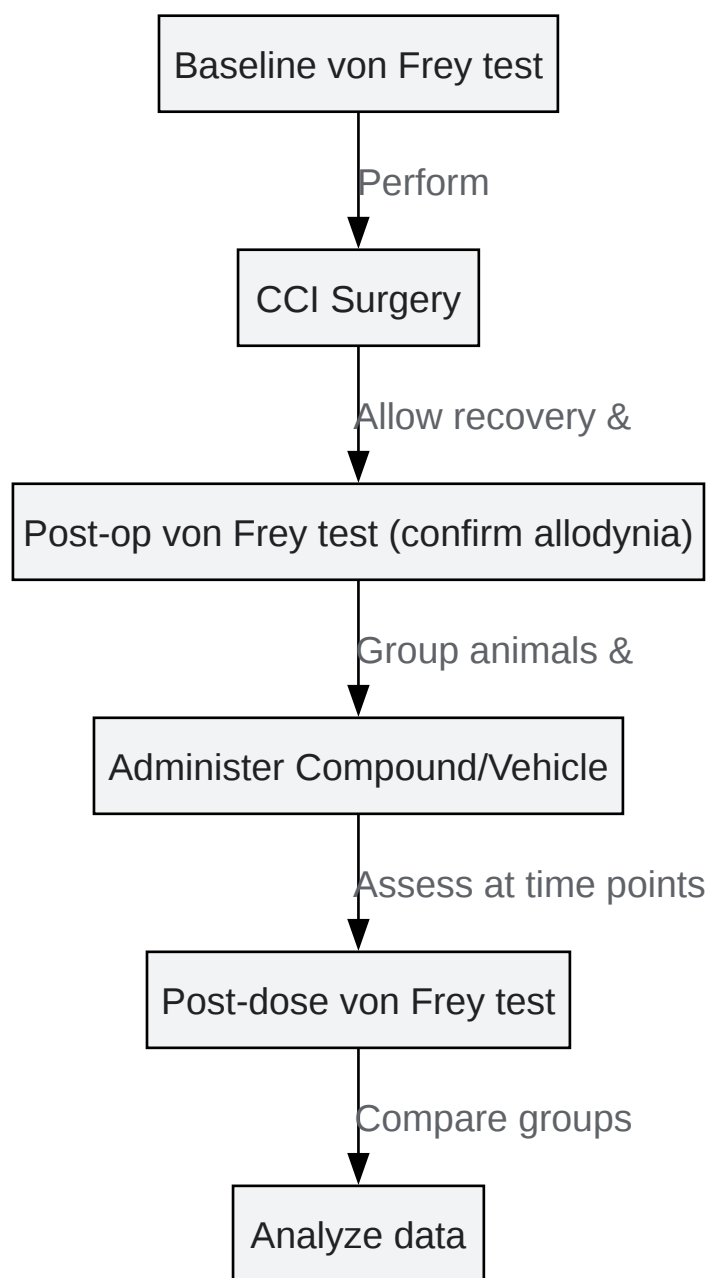 Baseline von Frey test
Perform
CCI Surgery
Allow recovery &
Post-op von Frey test (confirm allodynia)
Group animals &
Administer Compound/Vehicle
Assess at time points
Post-dose von Frey test
Compare groups
Analyze data